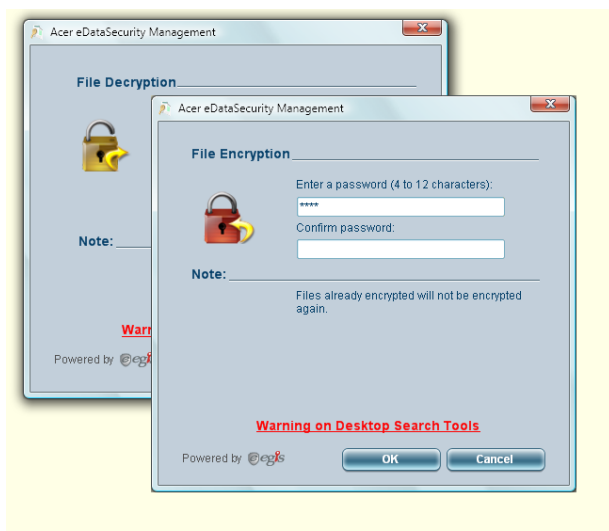 Acer eDataSecurity Management
File Decryption
Note:
Warn
Powered by egis
Acer eDataSecurity Management
File Encryption
Enter a password (4 to 12 characters):
****
Confirm password:
Note:
Files already encrypted will not be encrypted
again.
Warning on Desktop Search Tools
Powered by egis
OK
Cancel